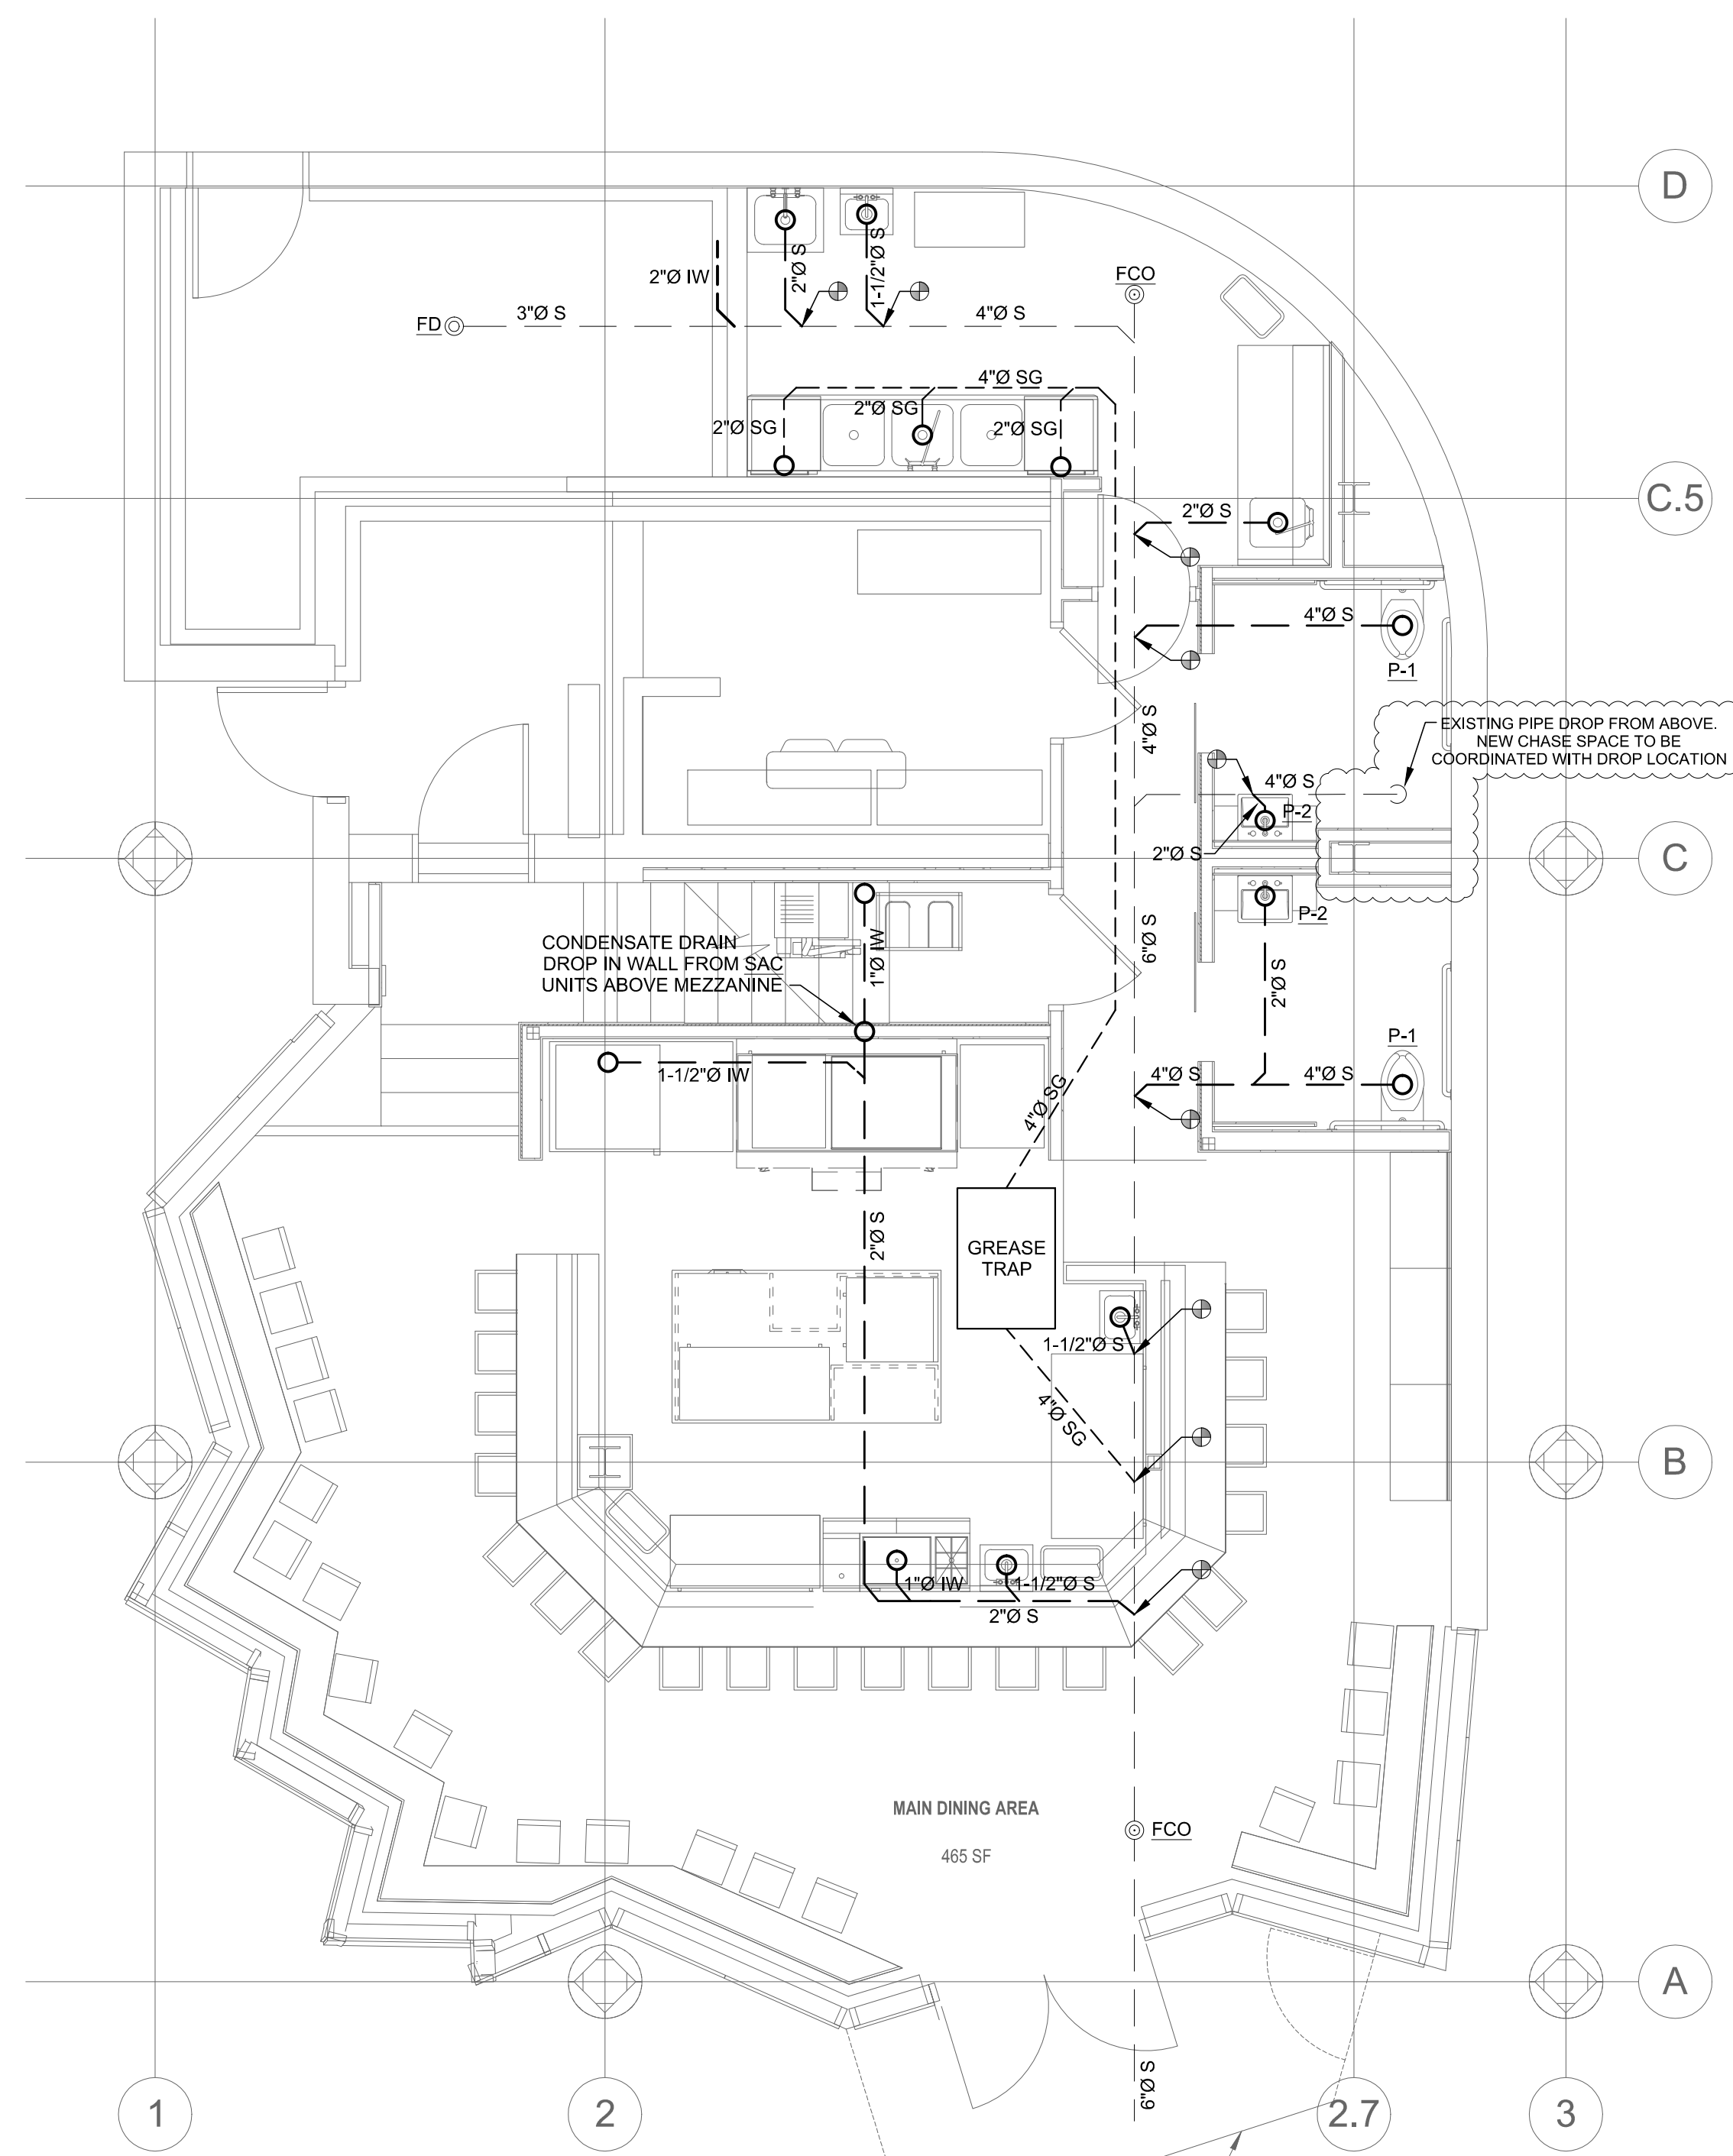 D
2"Ø IW
2"Ø S
1-1/2"Ø S
FCO
FD
3"Ø S
4"Ø S
4"Ø SG
2"Ø SG
2"Ø SG
2"Ø SG
C.5
2"Ø S
4"Ø S
P-1
4"Ø S
EXISTING PIPE DROP FROM ABOVE.
NEW CHASE SPACE TO BE
COORDINATED WITH DROP LOCATION
4"Ø S
P-2
2"Ø S
C
P-2
6"Ø S
CONDENSATE DRAIN
DROP IN WALL FROM SAC
UNITS ABOVE MEZZANINE
1"Ø IW
2"Ø S
P-1
1-1/2"Ø IW
4"Ø S
4"Ø S
4"Ø SG
2"Ø S
GREASE
TRAP
1-1/2"Ø S
4"Ø SG
B
1"Ø IW
1-1/2"Ø S
2"Ø S
MAIN DINING AREA
FCO
465 SF
A
6"Ø S
1
2
2.7
3